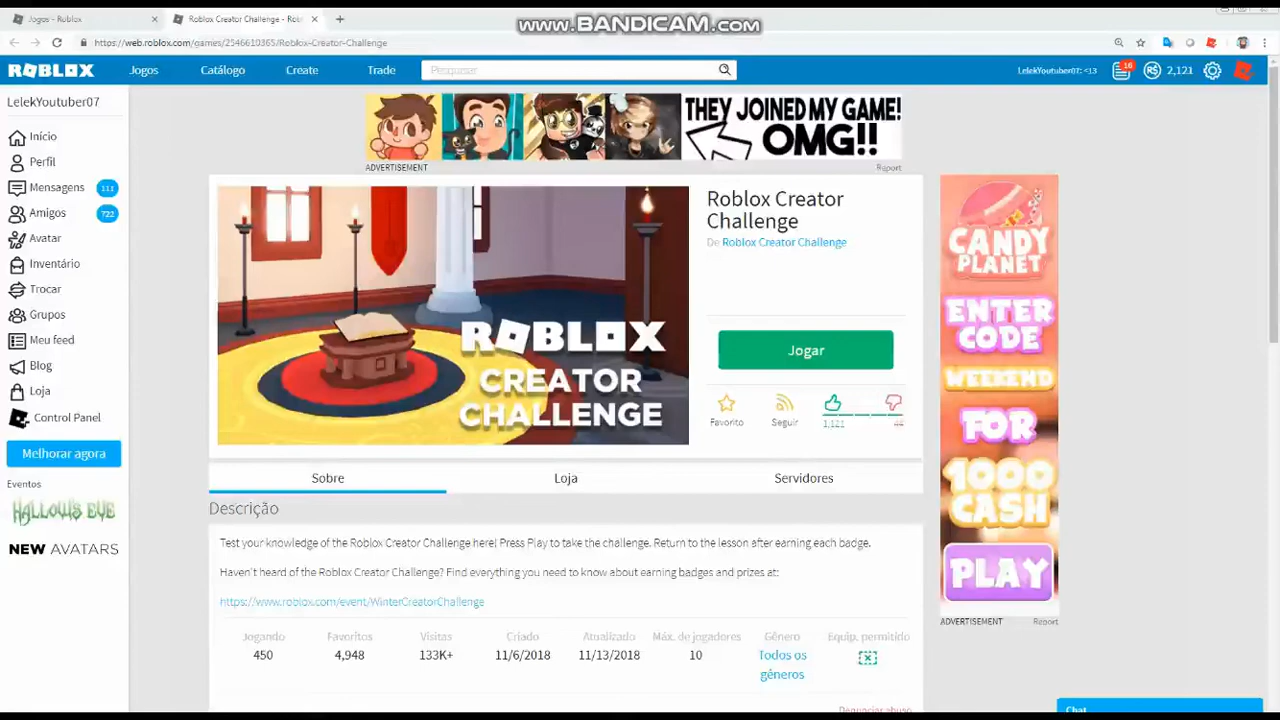 www.BANDICAM.com
Jogos - Roblox
Roblox Creator Challenge - Rob
https://web.roblox.com/games/2546610365/Roblox-Creator-Challenge
ROBLOX
Jogos
Catálogo
Create
Trade
Pesquisar
LelekYoutuber07: <13
16
2,121
LelekYoutuber07
Início
Perfil
Mensagens 111
Amigos 722
Avatar
Inventário
Trocar
Grupos
Meu feed
Blog
Loja
Control Panel
Melhorar agora
Eventos
HALLOW'S EVE
NEW AVATARS
THEY JOINED MY GAME!
OMG!!
ADVERTISEMENT
Report
ROBLOX
CREATOR
CHALLENGE
Roblox Creator
Challenge
De Roblox Creator Challenge
Jogar
Favorito
Seguir
1,121
44
Sobre
Loja
Servidores
Descrição
Test your knowledge of the Roblox Creator Challenge here! Press Play to take the challenge. Return to the lesson after earning each badge.
Haven't heard of the Roblox Creator Challenge? Find everything you need to know about earning badges and prizes at:
https://www.roblox.com/event/WinterCreatorChallenge
Jogando Favoritos Visitas Criado Atualizado Máx. de jogadores Gênero Equip. permitido
450 4,948 133K+ 11/6/2018 11/13/2018 10 Todos os
gêneros
Denunciar abuso
CANDY
PLANET
ENTER
CODE
WEEKEND
FOR
1000
CASH
PLAY
ADVERTISEMENT
Report
Chat